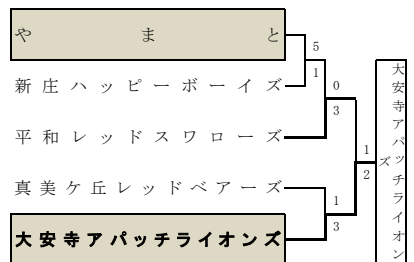 やまと
新庄ハッピーボーイズ
平和レッドスワローズ
真美ケ丘レッドベアーズ
大安寺アパッチライオンズ
5
1
0
3
1
3
1
2
大安寺アパッチライオン
ズ